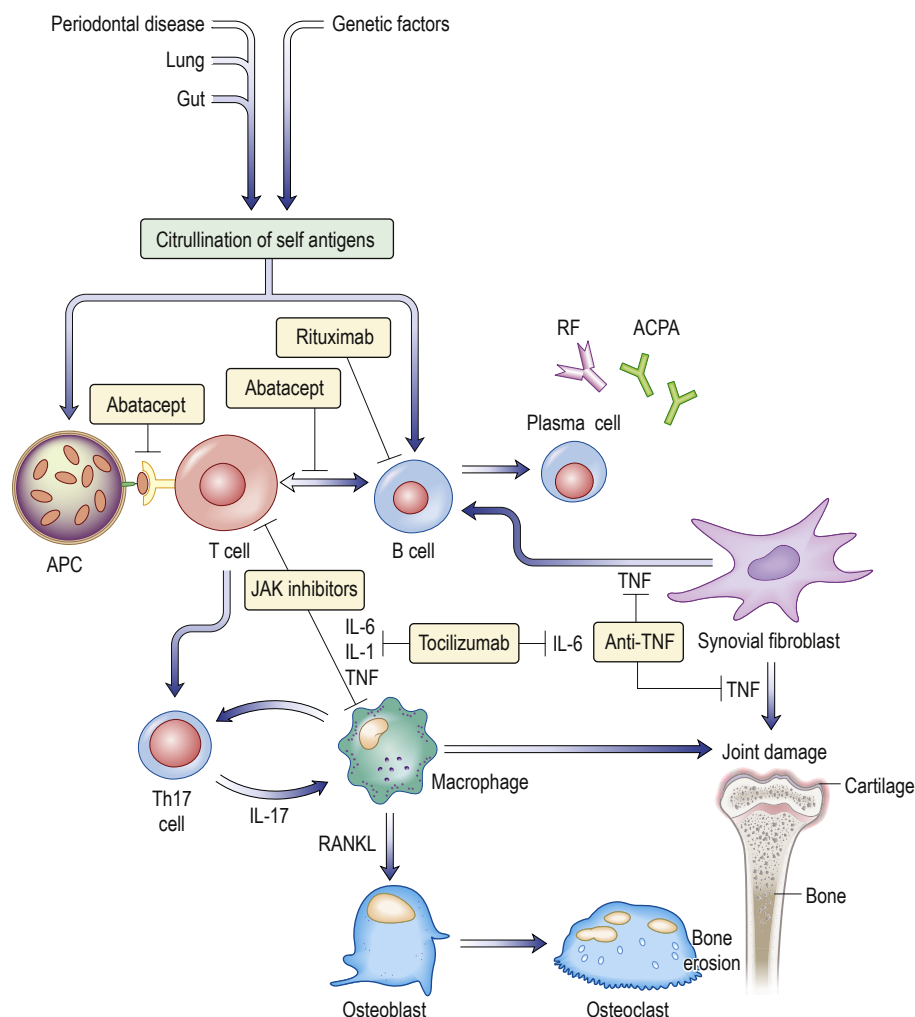 Periodontal disease
Genetic factors
Lung
Gut
Citrullination of self antigens
Rituximab
RF
ACPA
Abatacept
Abatacept
Plasma cell
APC
T cell
B cell
TNF
JAK inhibitors
IL-6
IL-1
TNF
Tocilizumab
IL-6
Anti-TNF
Synovial fibroblast
TNF
Joint damage
Macrophage
Cartilage
Th17
cell
IL-17
RANKL
Bone
Bone
erosion
Osteoblast
Osteoclast